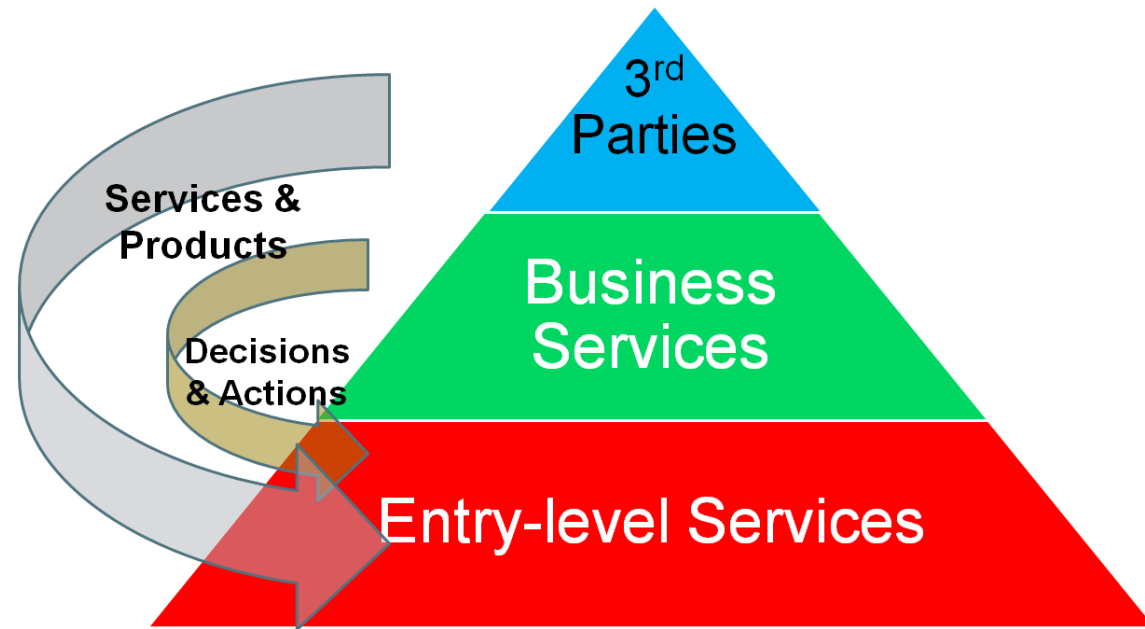 3rd
Parties
Services &
Products
Business
Services
Decisions
& Actions
Entry-level Services